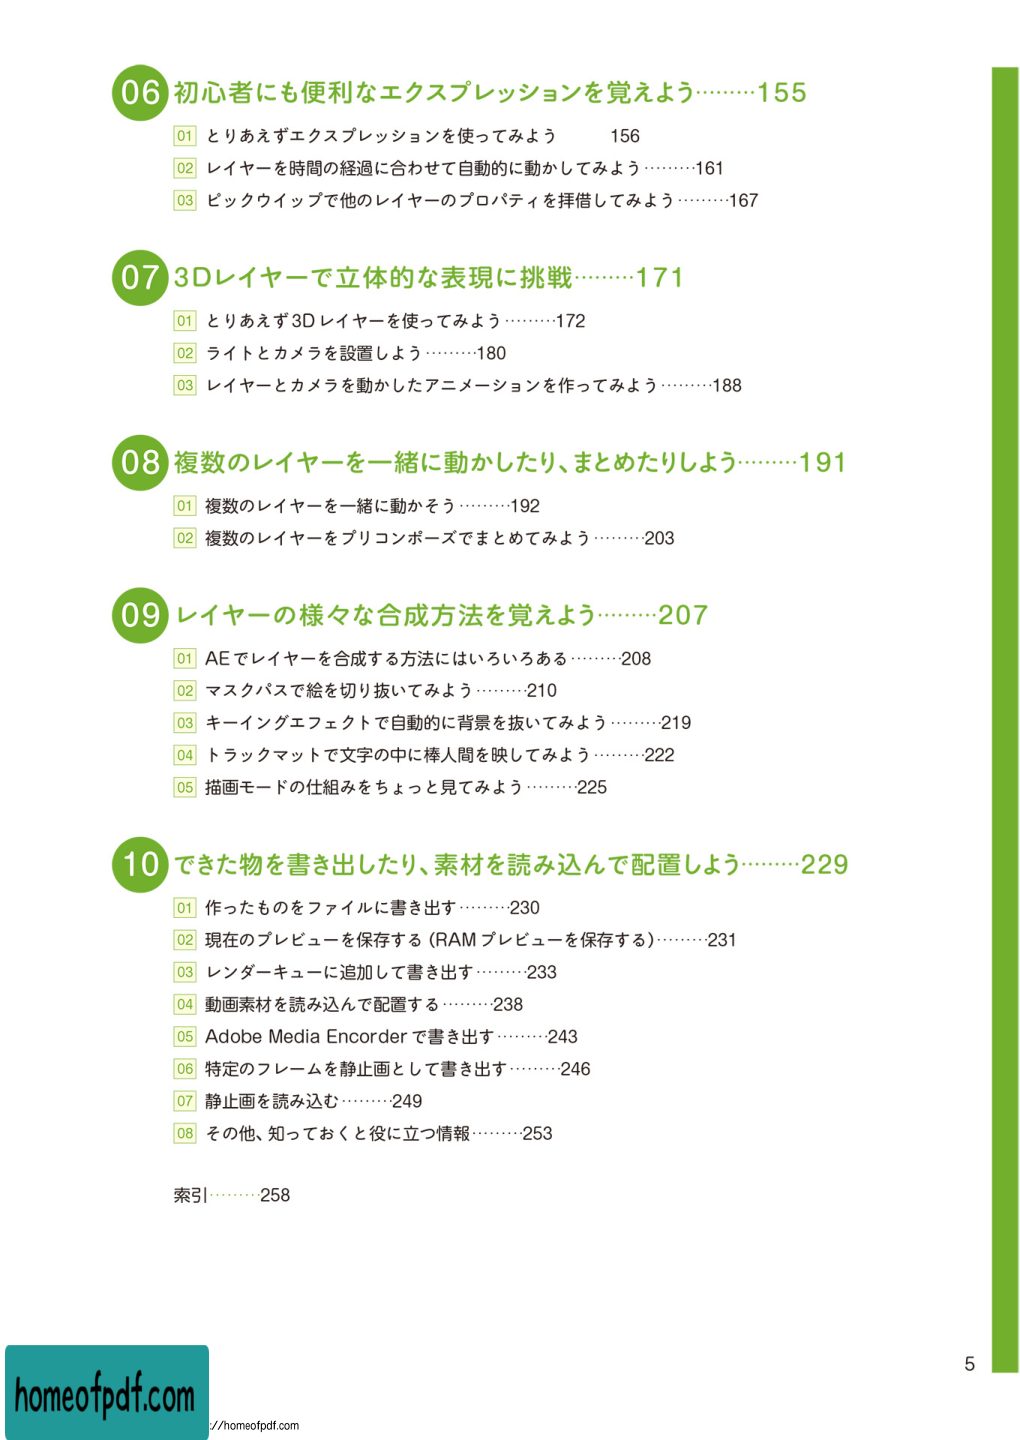 06 初心者にも便利なエクスプレッションを覚えよう………155
01 とりあえずエクスプレッションを使ってみよう 156
02 レイヤーを時間の経過に合わせて自動的に動かしてみよう………161
03 ピックウイップで他のレイヤーのプロパティを拝借してみよう………167
07 3Dレイヤーで立体的な表現に挑戦………171
01 とりあえず3Dレイヤーを使ってみよう………172
02 ライトとカメラを設置しよう………180
03 レイヤーとカメラを動かしたアニメーションを作ってみよう………188
08 複数のレイヤーを一緒に動かしたり、まとめたりしよう………191
01 複数のレイヤーを一緒に動かそう………192
02 複数のレイヤーをプリコンポーズでまとめてみよう………203
09 レイヤーの様々な合成方法を覚えよう………207
01 AEでレイヤーを合成する方法にはいろいろある………208
02 マスクパスで絵を切り抜いてみよう………210
03 キーイングエフェクトで自動的に背景を抜いてみよう………219
04 トラックマットで文字の中に棒人間を映してみよう………222
05 描画モードの仕組みをちょっと見てみよう………225
10 できた物を書き出したり、素材を読み込んで配置しよう………229
01 作ったものをファイルに書き出す………230
02 現在のプレビューを保存する（RAMプレビューを保存する）………231
03 レンダーキューに追加して書き出す………233
04 動画素材を読み込んで配置する………238
05 Adobe Media Encorderで書き出す………243
06 特定のフレームを静止画として書き出す………246
07 静止画を読み込む………249
08 その他、知っておくと役に立つ情報………253
索引………258
5
homeofpdf.com
://homeofpdf.com